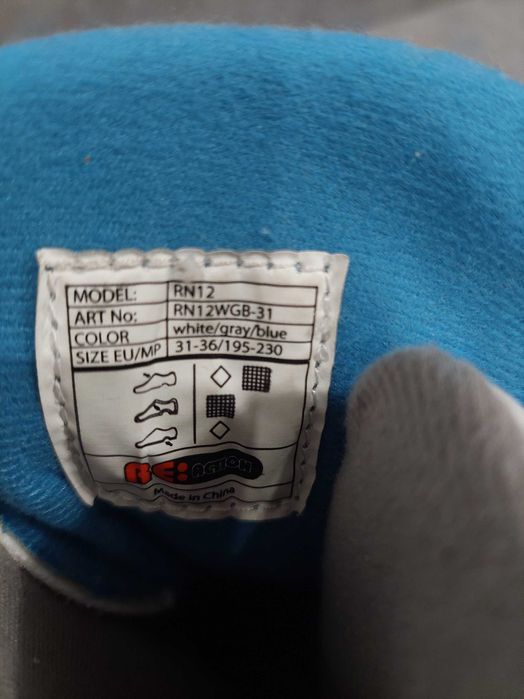 MODEL: RN12
ART No: RN12WGB-31
COLOR white/gray/blue
SIZE EU/MP 31-36/195-230
RE:ACTION
Made in China